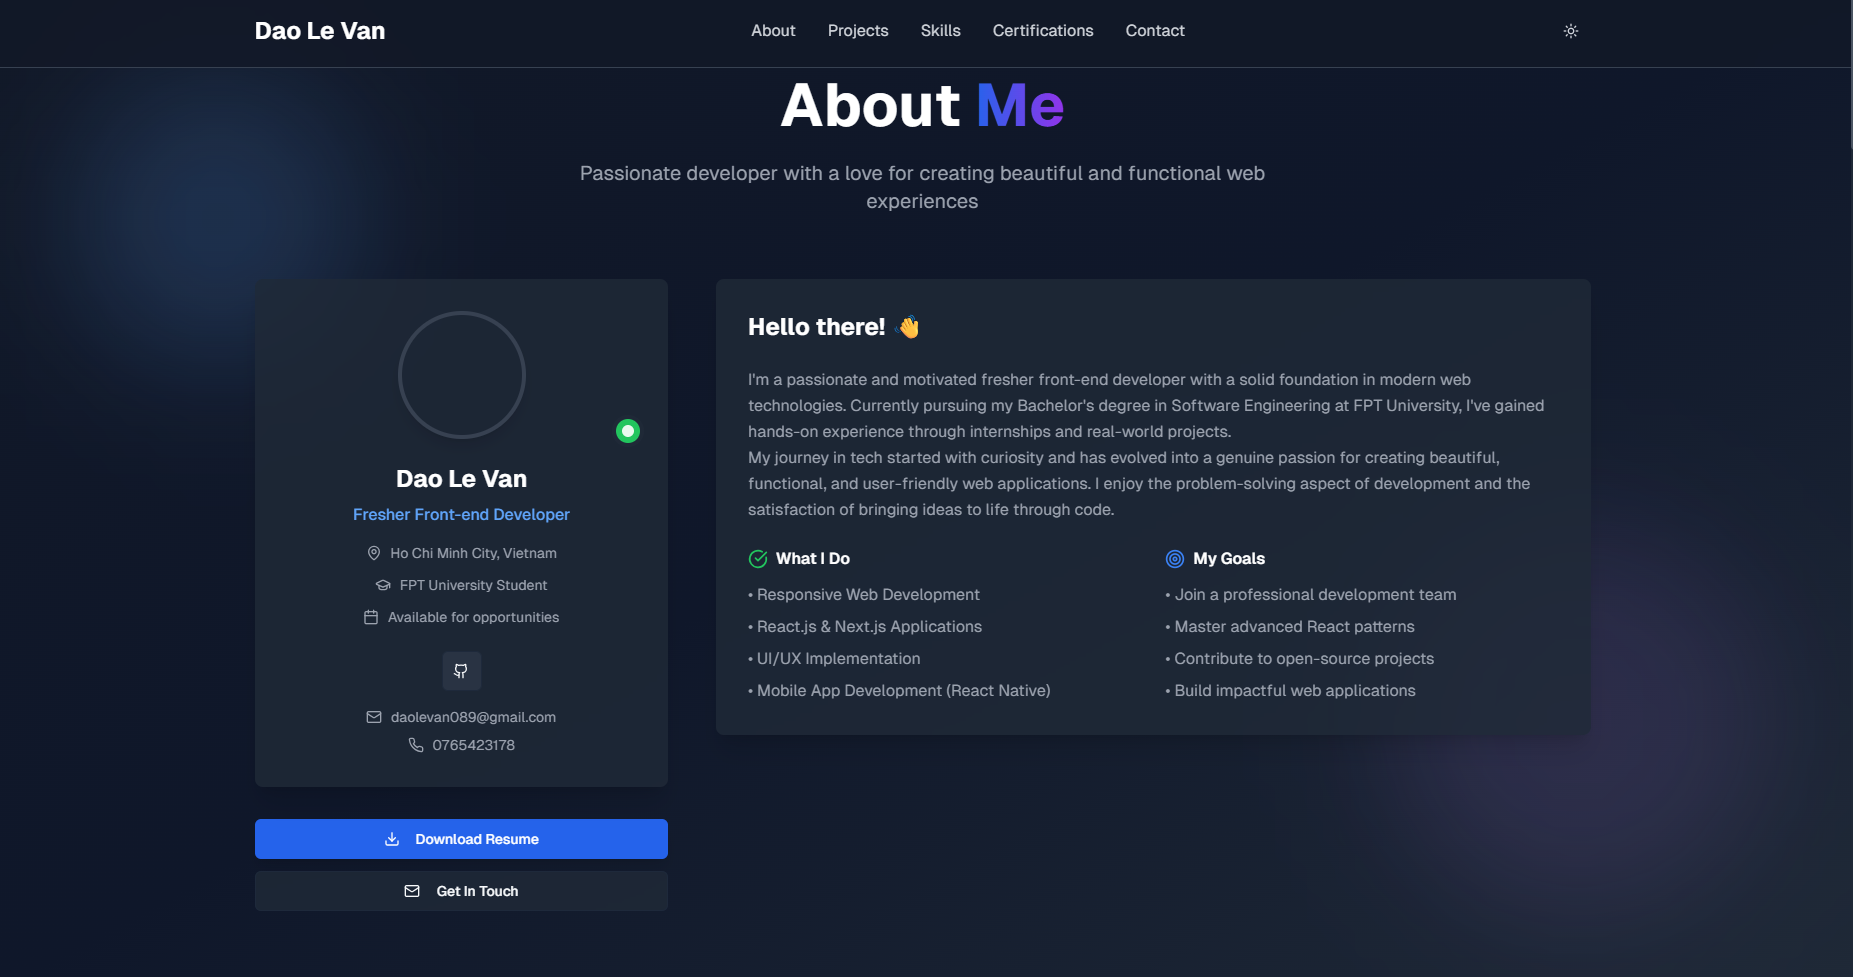 Dao Le Van
About
Projects
Skills
Certifications
Contact
About Me
Passionate developer with a love for creating beautiful and functional web
experiences
Dao Le Van
Fresher Front-end Developer
Ho Chi Minh City, Vietnam
FPT University Student
Available for opportunities
daolevan089@gmail.com
0765423178
Download Resume
Get In Touch
Hello there! 👋
I'm a passionate and motivated fresher front-end developer with a solid foundation in modern web
technologies. Currently pursuing my Bachelor's degree in Software Engineering at FPT University, I've gained
hands-on experience through internships and real-world projects.
My journey in tech started with curiosity and has evolved into a genuine passion for creating beautiful,
functional, and user-friendly web applications. I enjoy the problem-solving aspect of development and the
satisfaction of bringing ideas to life through code.
What I Do
• Responsive Web Development
• React.js & Next.js Applications
• UI/UX Implementation
• Mobile App Development (React Native)
My Goals
• Join a professional development team
• Master advanced React patterns
• Contribute to open-source projects
• Build impactful web applications